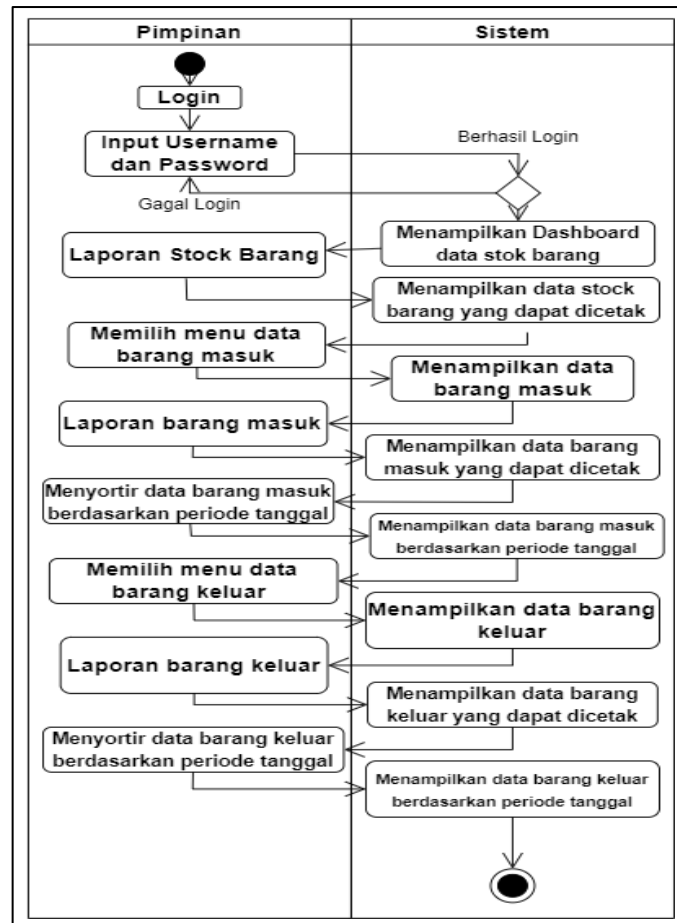 Pimpinan
Sistem
Login
Input Username
dan Password
Berhasil Login
Gagal Login
Menampilkan Dashboard
data stok barang
Laporan Stock Barang
Menampilkan data stock
barang yang dapat dicetak
Memilih menu data
barang masuk
Menampilkan data
barang masuk
Laporan barang masuk
Menampilkan data barang
masuk yang dapat dicetak
Menyortir data barang masuk
berdasarkan periode tanggal
Menampilkan data barang masuk
berdasarkan periode tanggal
Memilih menu data
barang keluar
Menampilkan data barang
keluar
Laporan barang keluar
Menampilkan data barang
keluar yang dapat dicetak
Menyortir data barang keluar
berdasarkan periode tanggal
Menampilkan data barang keluar
berdasarkan periode tanggal